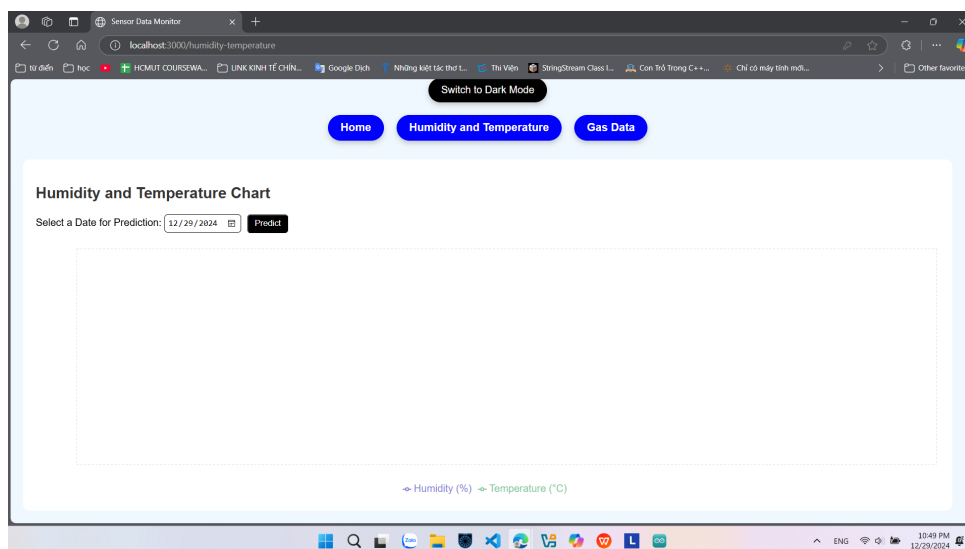 Sensor Data Monitor
localhost:3000/humidity-temperature
từ điển học HCMUT COURSEWA... LINK KINH TẾ CHÍN... Google Dịch Những kiệt tác thơ t... Thi Viện StringStream Class I... Con Trỏ Trong C++... Chỉ có máy tính mới... Other favorite
Switch to Dark Mode
Home Humidity and Temperature Gas Data
Humidity and Temperature Chart
Select a Date for Prediction: 12/29/2024 Predict
Humidity (%) Temperature (°C)
Zalo L ENG 10:49 PM
12/29/2024